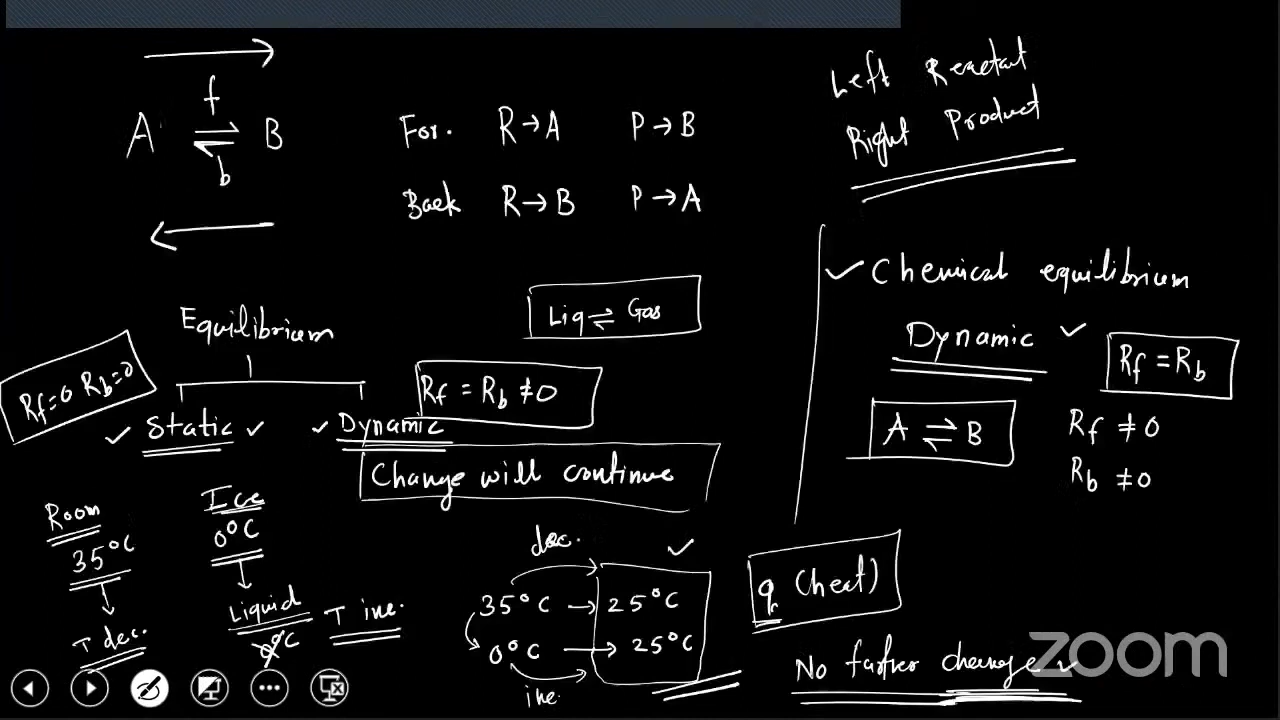 f
A ⇌ B
b
For. R→A P→B
Back R→B P→A
Left Reactant
Right Product
Equilibrium
Static Dynamic
Rf=0 Rb=0
Liq ⇌ Gas
Rf = Rb ≠ 0
Change will continue
Room
35°C
T dec.
Ice
0°C
Liquid
0°C
T inc.
dec.
35°C → 25°C
0°C → 25°C
inc.
Chemical equilibrium
Dynamic
Rf = Rb
A ⇌ B
Rf ≠ 0
Rb ≠ 0
q (heat)
No futher change
zoom